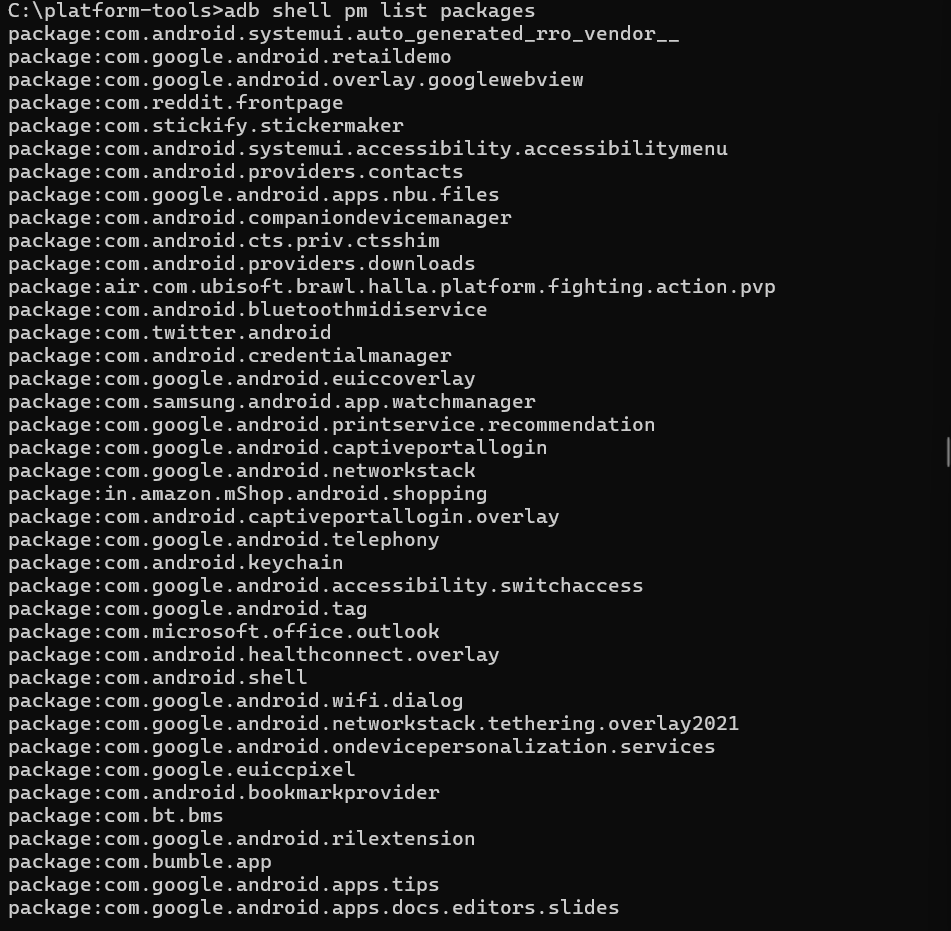 C:\platform-tools>adb shell pm list packages
package:com.android.systemui.auto_generated_rro_vendor__
package:com.google.android.retaildemo
package:com.google.android.overlay.googlewebview
package:com.reddit.frontpage
package:com.stickify.stickermaker
package:com.android.systemui.accessibility.accessibilitymenu
package:com.android.providers.contacts
package:com.google.android.apps.nbu.files
package:com.android.companiondevicemanager
package:com.android.cts.priv.ctsshim
package:com.android.providers.downloads
package:air.com.ubisoft.brawl.halla.platform.fighting.action.pvp
package:com.android.bluetoothmidiservice
package:com.twitter.android
package:com.android.credentialmanager
package:com.google.android.euiccoverlay
package:com.samsung.android.app.watchmanager
package:com.google.android.printservice.recommendation
package:com.google.android.captiveportallogin
package:com.google.android.networkstack
package:in.amazon.mShop.android.shopping
package:com.android.captiveportallogin.overlay
package:com.google.android.telephony
package:com.android.keychain
package:com.google.android.accessibility.switchaccess
package:com.google.android.tag
package:com.microsoft.office.outlook
package:com.android.healthconnect.overlay
package:com.android.shell
package:com.google.android.wifi.dialog
package:com.google.android.networkstack.tethering.overlay2021
package:com.google.android.ondevicepersonalization.services
package:com.google.euiccpixel
package:com.android.bookmarkprovider
package:com.bt.bms
package:com.google.android.rilextension
package:com.bumble.app
package:com.google.android.apps.tips
package:com.google.android.apps.docs.editors.slides